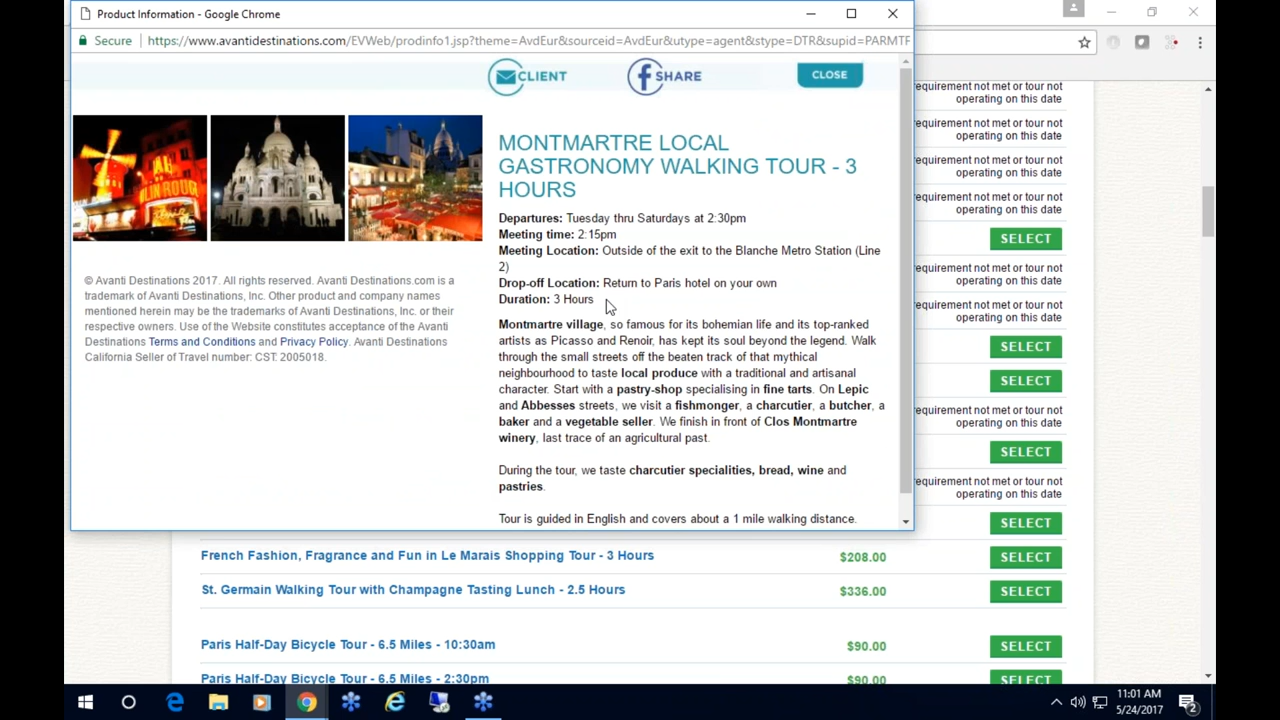 Product Information - Google Chrome
Secure
https://www.avantidestinations.com/EVWeb/prodinfo1.jsp?theme=AvdEur&sourceid=AvdEur&utype=agent&stype=DTR&supid=PARMTF
CLIENT
f SHARE
CLOSE
MOULIN ROUGE
MONTMARTRE LOCAL
GASTRONOMY WALKING TOUR - 3
HOURS
Departures: Tuesday thru Saturdays at 2:30pm
Meeting time: 2:15pm
Meeting Location: Outside of the exit to the Blanche Metro Station (Line
2)
Drop-off Location: Return to Paris hotel on your own
Duration: 3 Hours
Montmartre village, so famous for its bohemian life and its top-ranked
artists as Picasso and Renoir, has kept its soul beyond the legend. Walk
through the small streets off the beaten track of that mythical
neighbourhood to taste local produce with a traditional and artisanal
character. Start with a pastry-shop specialising in fine tarts. On Lepic
and Abbesses streets, we visit a fishmonger, a charcutier, a butcher, a
baker and a vegetable seller. We finish in front of Clos Montmartre
winery, last trace of an agricultural past.
During the tour, we taste charcutier specialities, bread, wine and
pastries.
Tour is guided in English and covers about a 1 mile walking distance.
© Avanti Destinations 2017. All rights reserved. Avanti Destinations.com is a
trademark of Avanti Destinations, Inc. Other product and company names
mentioned herein may be the trademarks of Avanti Destinations, Inc. or their
respective owners. Use of the Website constitutes acceptance of the Avanti
Destinations Terms and Conditions and Privacy Policy. Avanti Destinations
California Seller of Travel number: CST: 2005018.
requirement not met or tour not
operating on this date
requirement not met or tour not
operating on this date
requirement not met or tour not
operating on this date
requirement not met or tour not
operating on this date
SELECT
requirement not met or tour not
operating on this date
requirement not met or tour not
operating on this date
SELECT
SELECT
requirement not met or tour not
operating on this date
SELECT
requirement not met or tour not
operating on this date
SELECT
French Fashion, Fragrance and Fun in Le Marais Shopping Tour - 3 Hours $208.00 SELECT
St. Germain Walking Tour with Champagne Tasting Lunch - 2.5 Hours $336.00 SELECT
Paris Half-Day Bicycle Tour - 6.5 Miles - 10:30am $90.00 SELECT
Paris Half-Day Bicycle Tour - 6.5 Miles - 2:30pm $90.00 SELECT
11:01 AM
5/24/2017
2